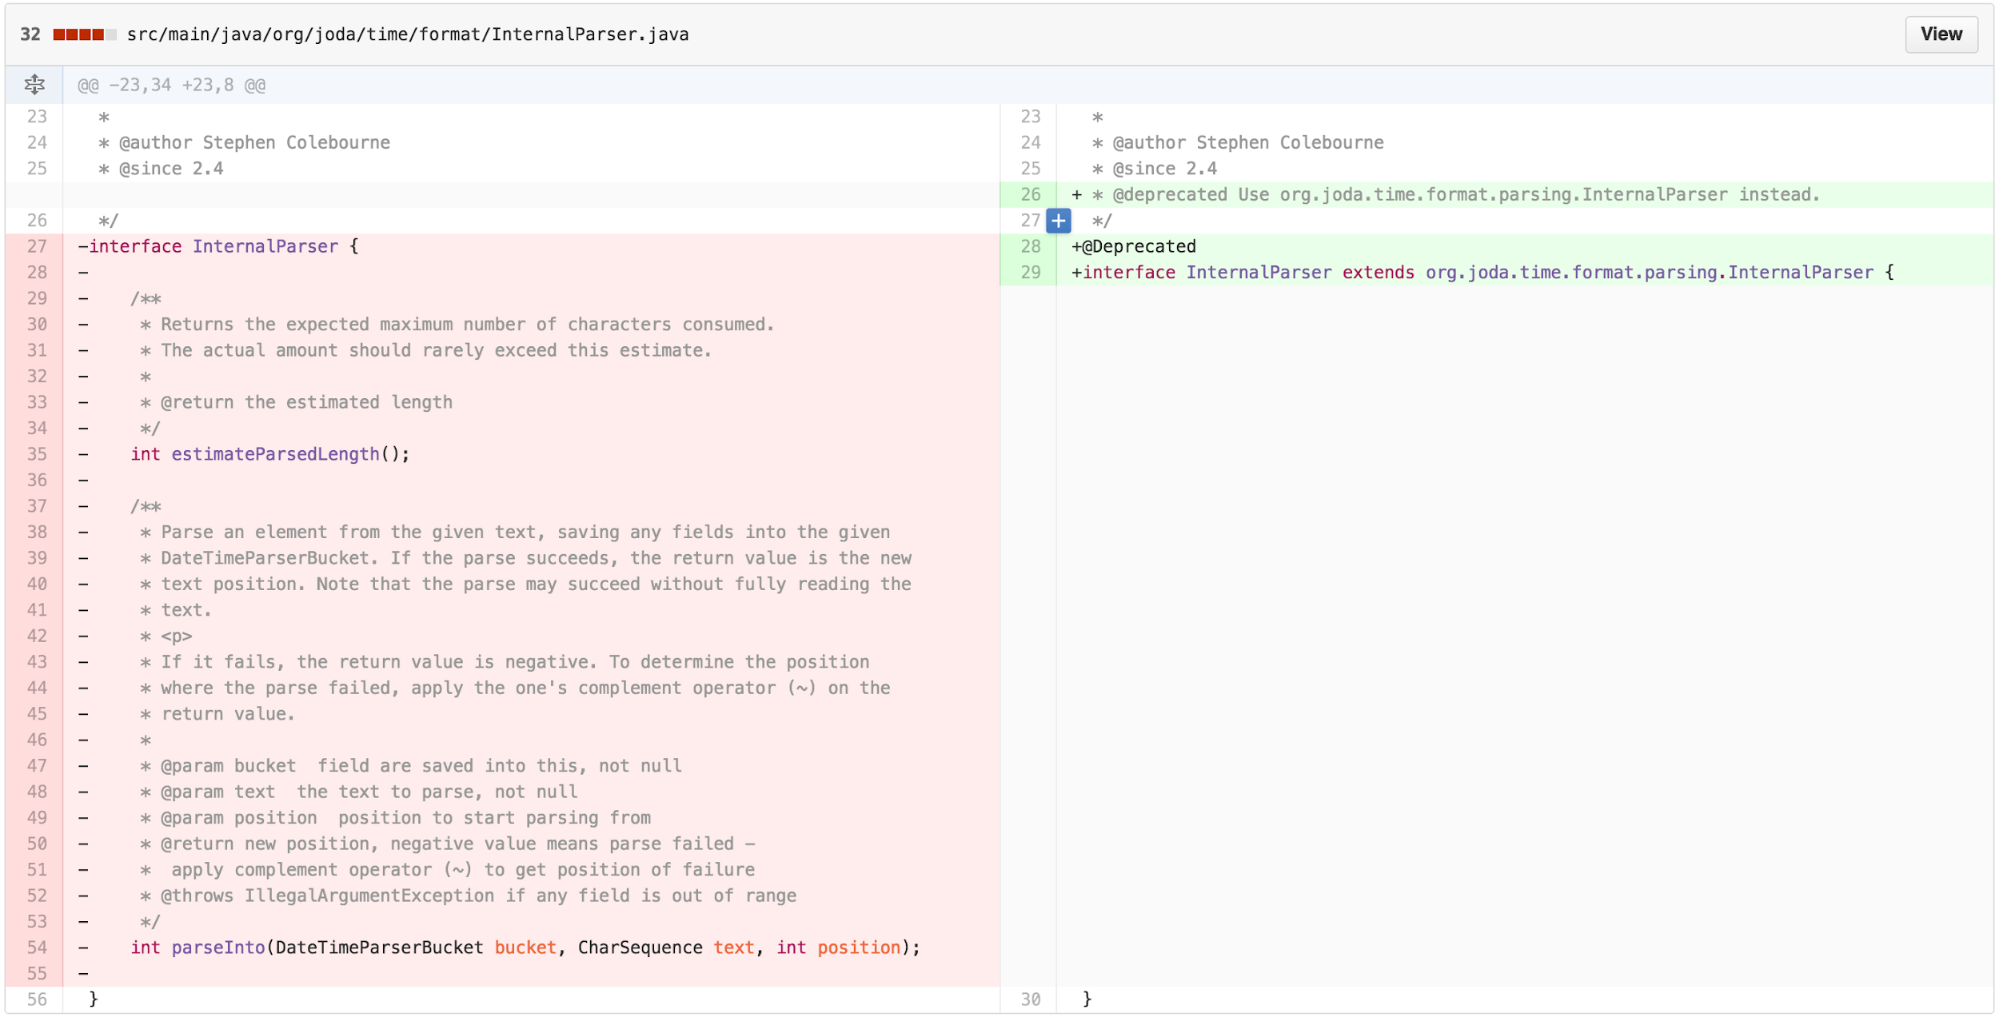 32 src/main/java/org/joda/time/format/InternalParser.java View
@@ -23,34 +23,8 @@
23 *
24 * @author Stephen Colebourne
25 * @since 2.4
26 */
27 -interface InternalParser {
28 -
29 - /**
30 - * Returns the expected maximum number of characters consumed.
31 - * The actual amount should rarely exceed this estimate.
32 - *
33 - * @return the estimated length
34 - */
35 - int estimateParsedLength();
36 -
37 - /**
38 - * Parse an element from the given text, saving any fields into the given
39 - * DateTimeParserBucket. If the parse succeeds, the return value is the new
40 - * text position. Note that the parse may succeed without fully reading the
41 - * text.
42 - * <p>
43 - * If it fails, the return value is negative. To determine the position
44 - * where the parse failed, apply the one's complement operator (~) on the
45 - * return value.
46 - *
47 - * @param bucket  field are saved into this, not null
48 - * @param text  the text to parse, not null
49 - * @param position  position to start parsing from
50 - * @return new position, negative value means parse failed -
51 - *  apply complement operator (~) to get position of failure
52 - * @throws IllegalArgumentException if any field is out of range
53 - */
54 - int parseInto(DateTimeParserBucket bucket, CharSequence text, int position);
55 -
56 }
23 *
24 * @author Stephen Colebourne
25 * @since 2.4
26 + * @deprecated Use org.joda.time.format.parsing.InternalParser instead.
27 + */
28 +@Deprecated
29 +interface InternalParser extends org.joda.time.format.parsing.InternalParser {
30 }